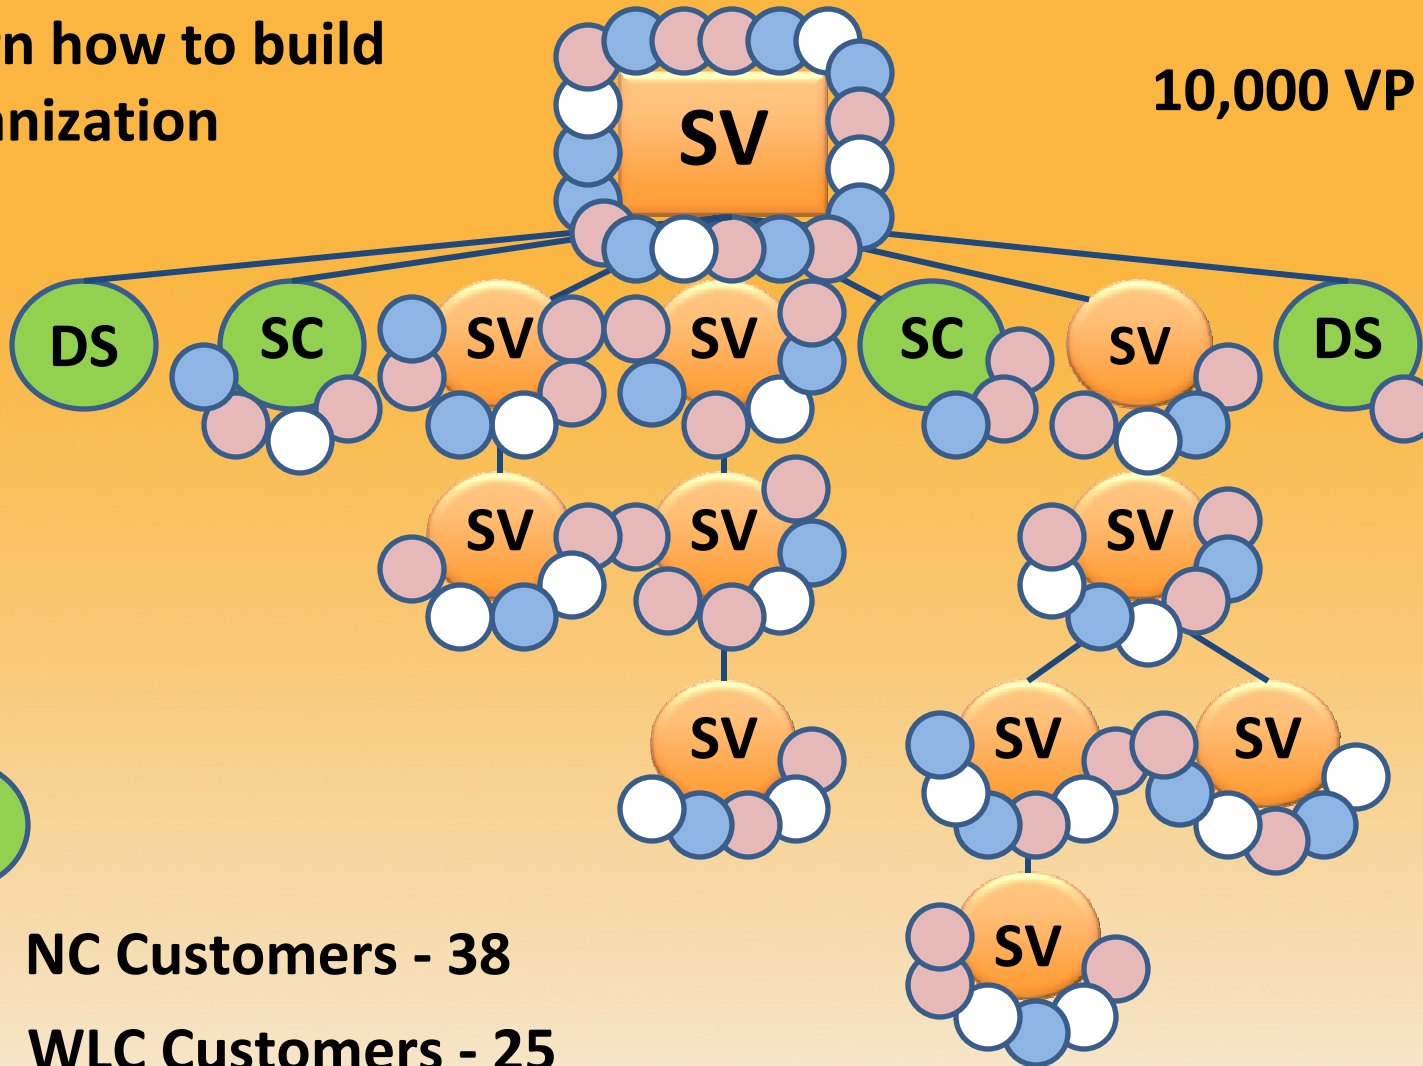 n how to build
nization
10,000 VP
SV
DS
SC
SV
SV
SC
SV
DS
SV
SV
SV
SV
SV
SV
SV
NC Customers - 38
WLC Customers - 25